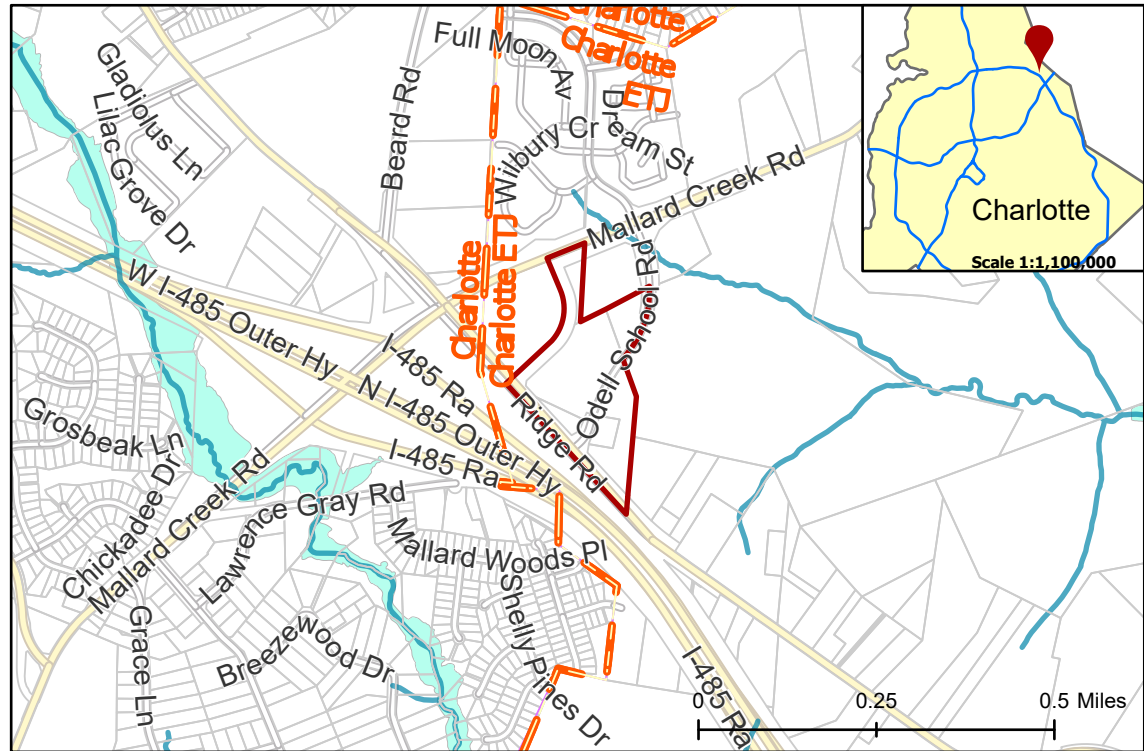 Charlotte
Charlotte
ETJ
Full Moon Av
Gladiolus Ln
Lilac Grove Dr
Beard Rd
Dream St
Wilbury Cr
Mallard Creek Rd
Charlotte
Scale 1:1,100,000
Charlotte
Charlotte ETJ
W I-485 Outer Hy
I-485 Ra
N I-485 Outer Hy
Odell School Rd
Ridge Rd
I-485 Ra
Grosbeak Ln
Chickadee Dr
Mallard Creek Rd
Lawrence Gray Rd
Mallard Woods Pl
Shelly Pines Dr
Grace Ln
Breezewood Dr
I-485 Ra
0 0.25 0.5 Miles